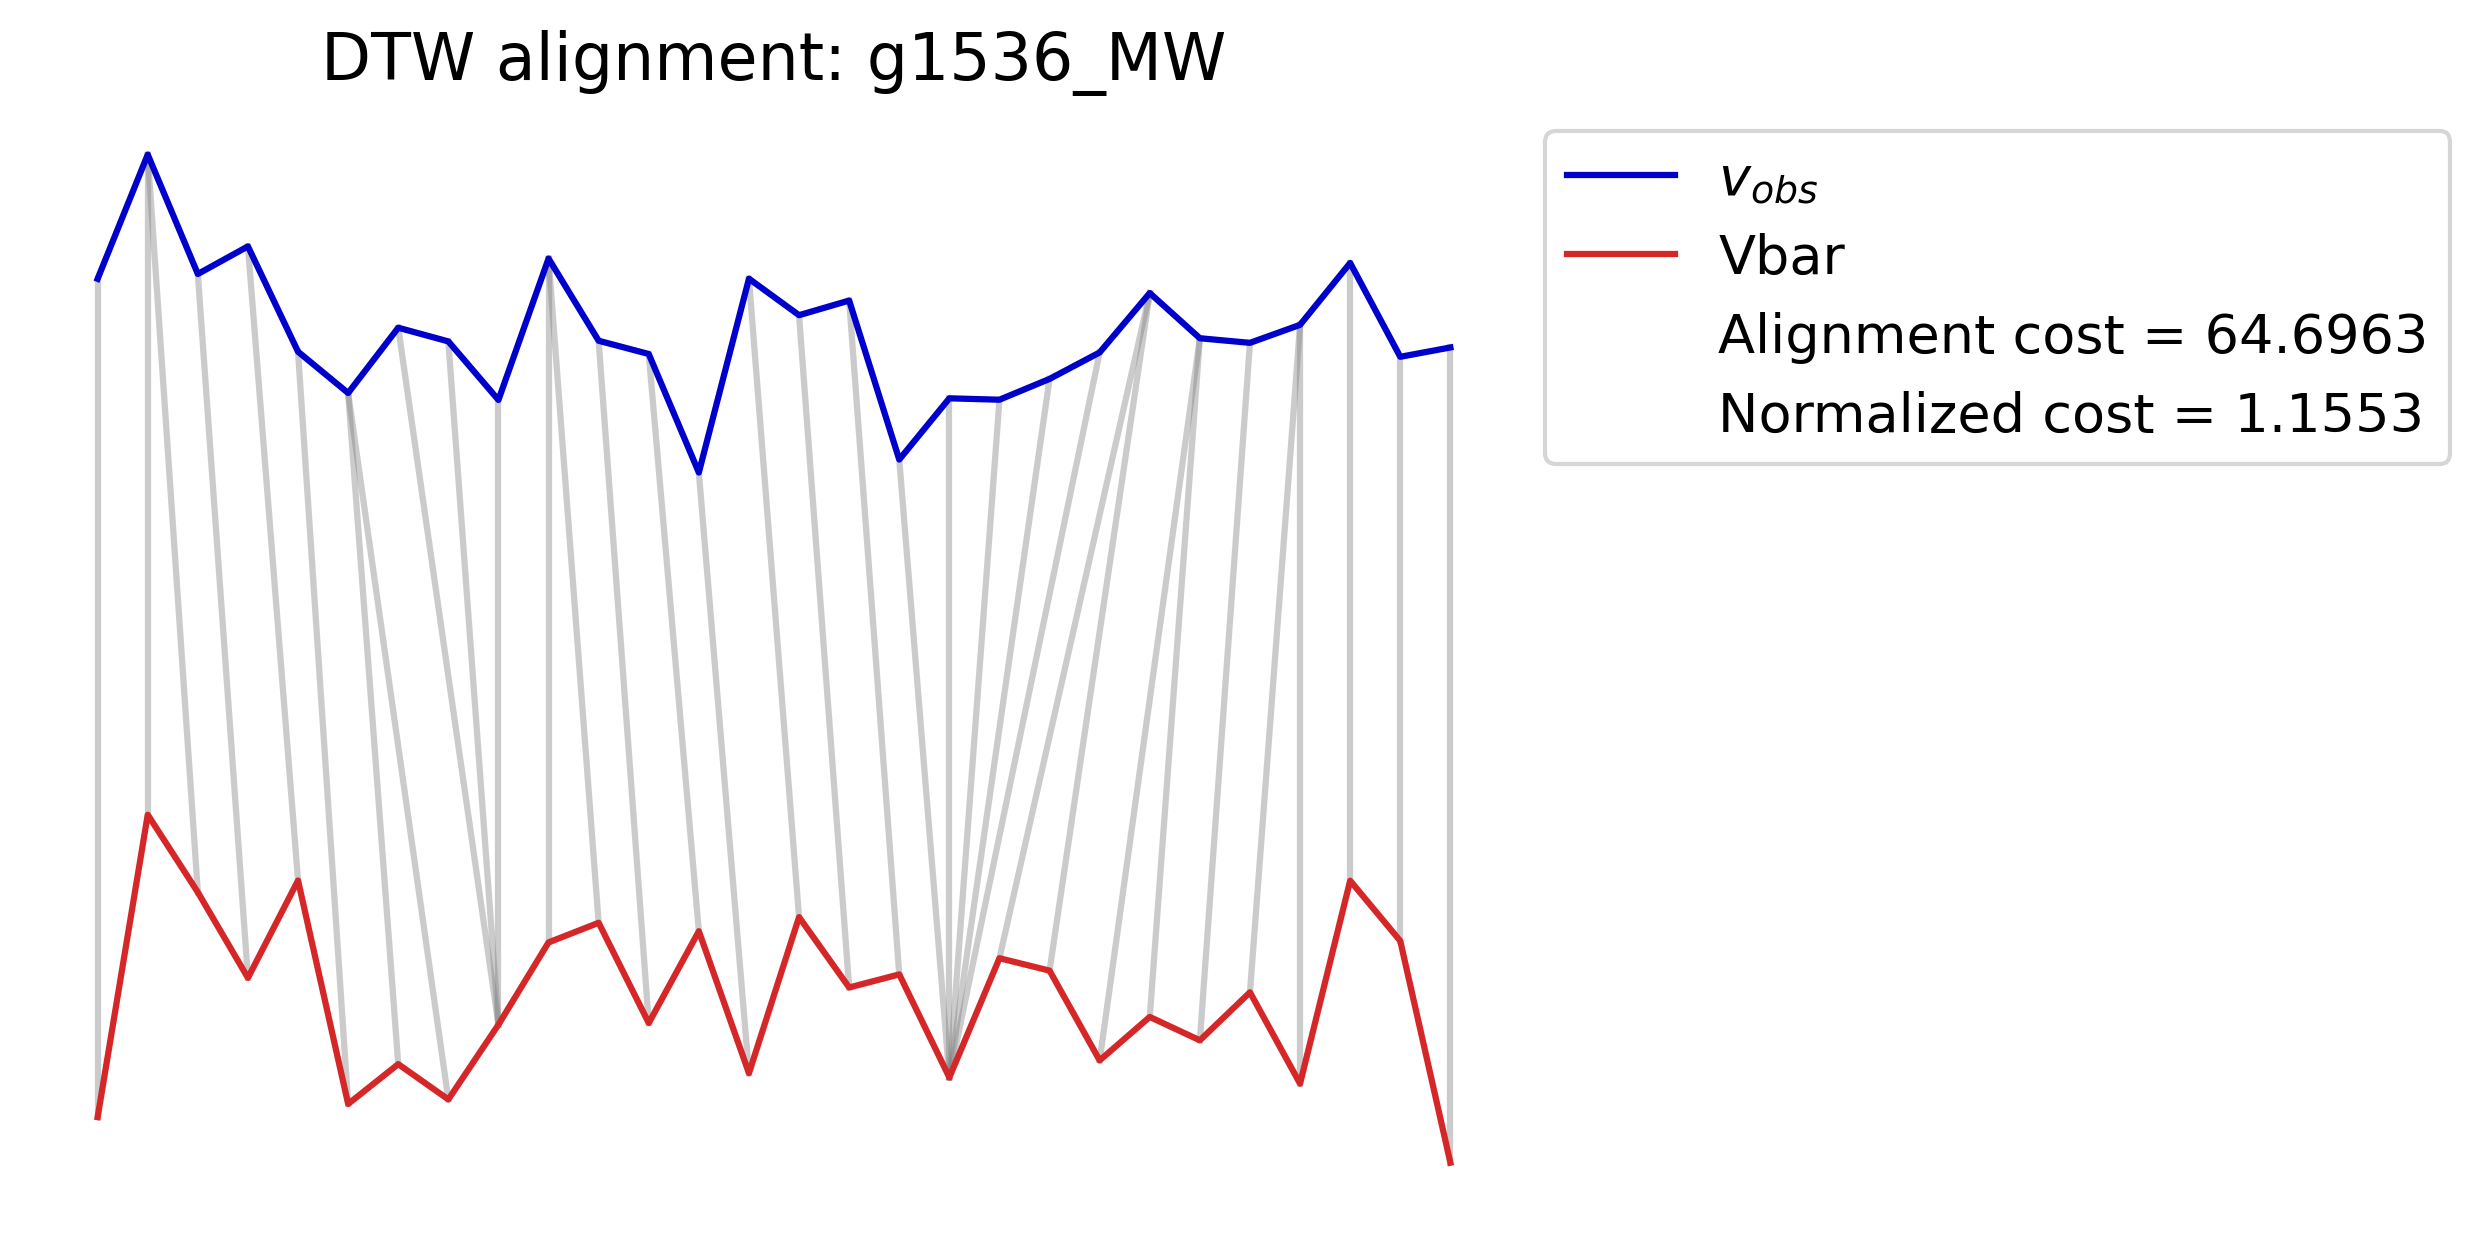 DTW alignment: g1536_MW
v_obs
Vbar
Alignment cost = 64.6963
Normalized cost = 1.1553